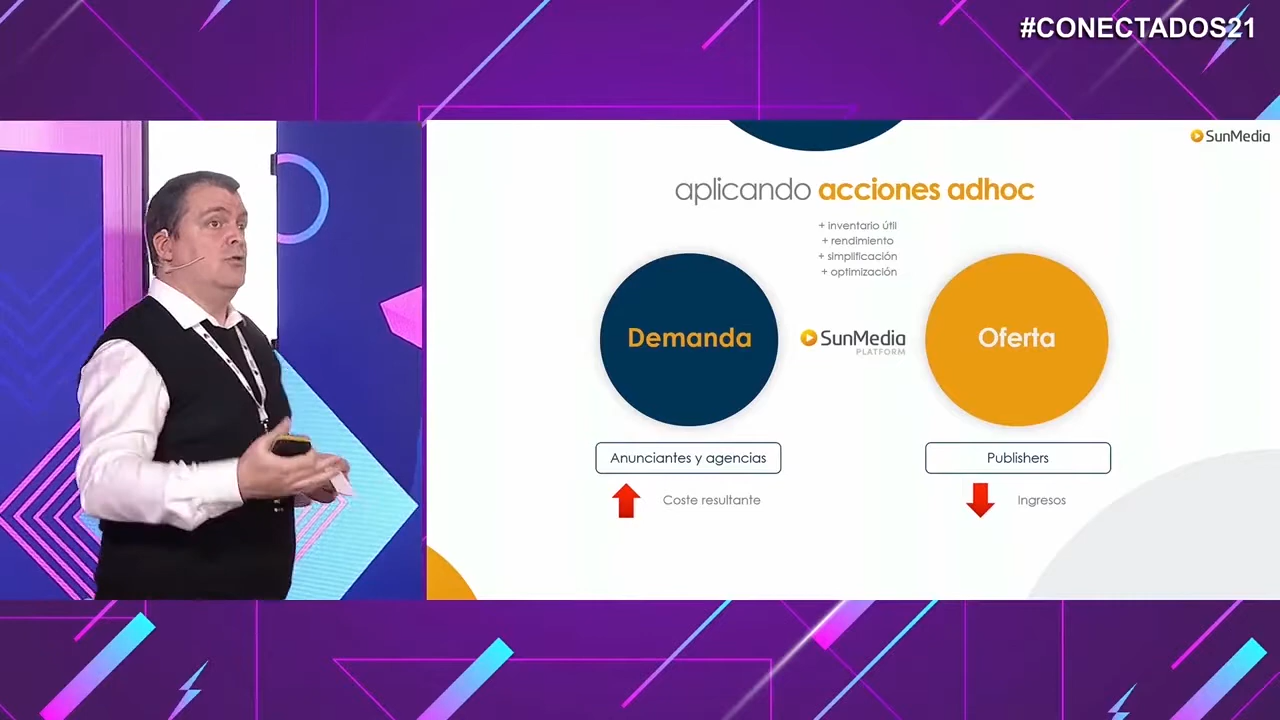 #CONECTADOS21
SunMedia
aplicando acciones adhoc
+ inventario útil
+ rendimiento
+ simplificación
+ optimización
Demanda
SunMedia
PLATFORM
Oferta
Anunciantes y agencias
Publishers
Coste resultante
Ingresos